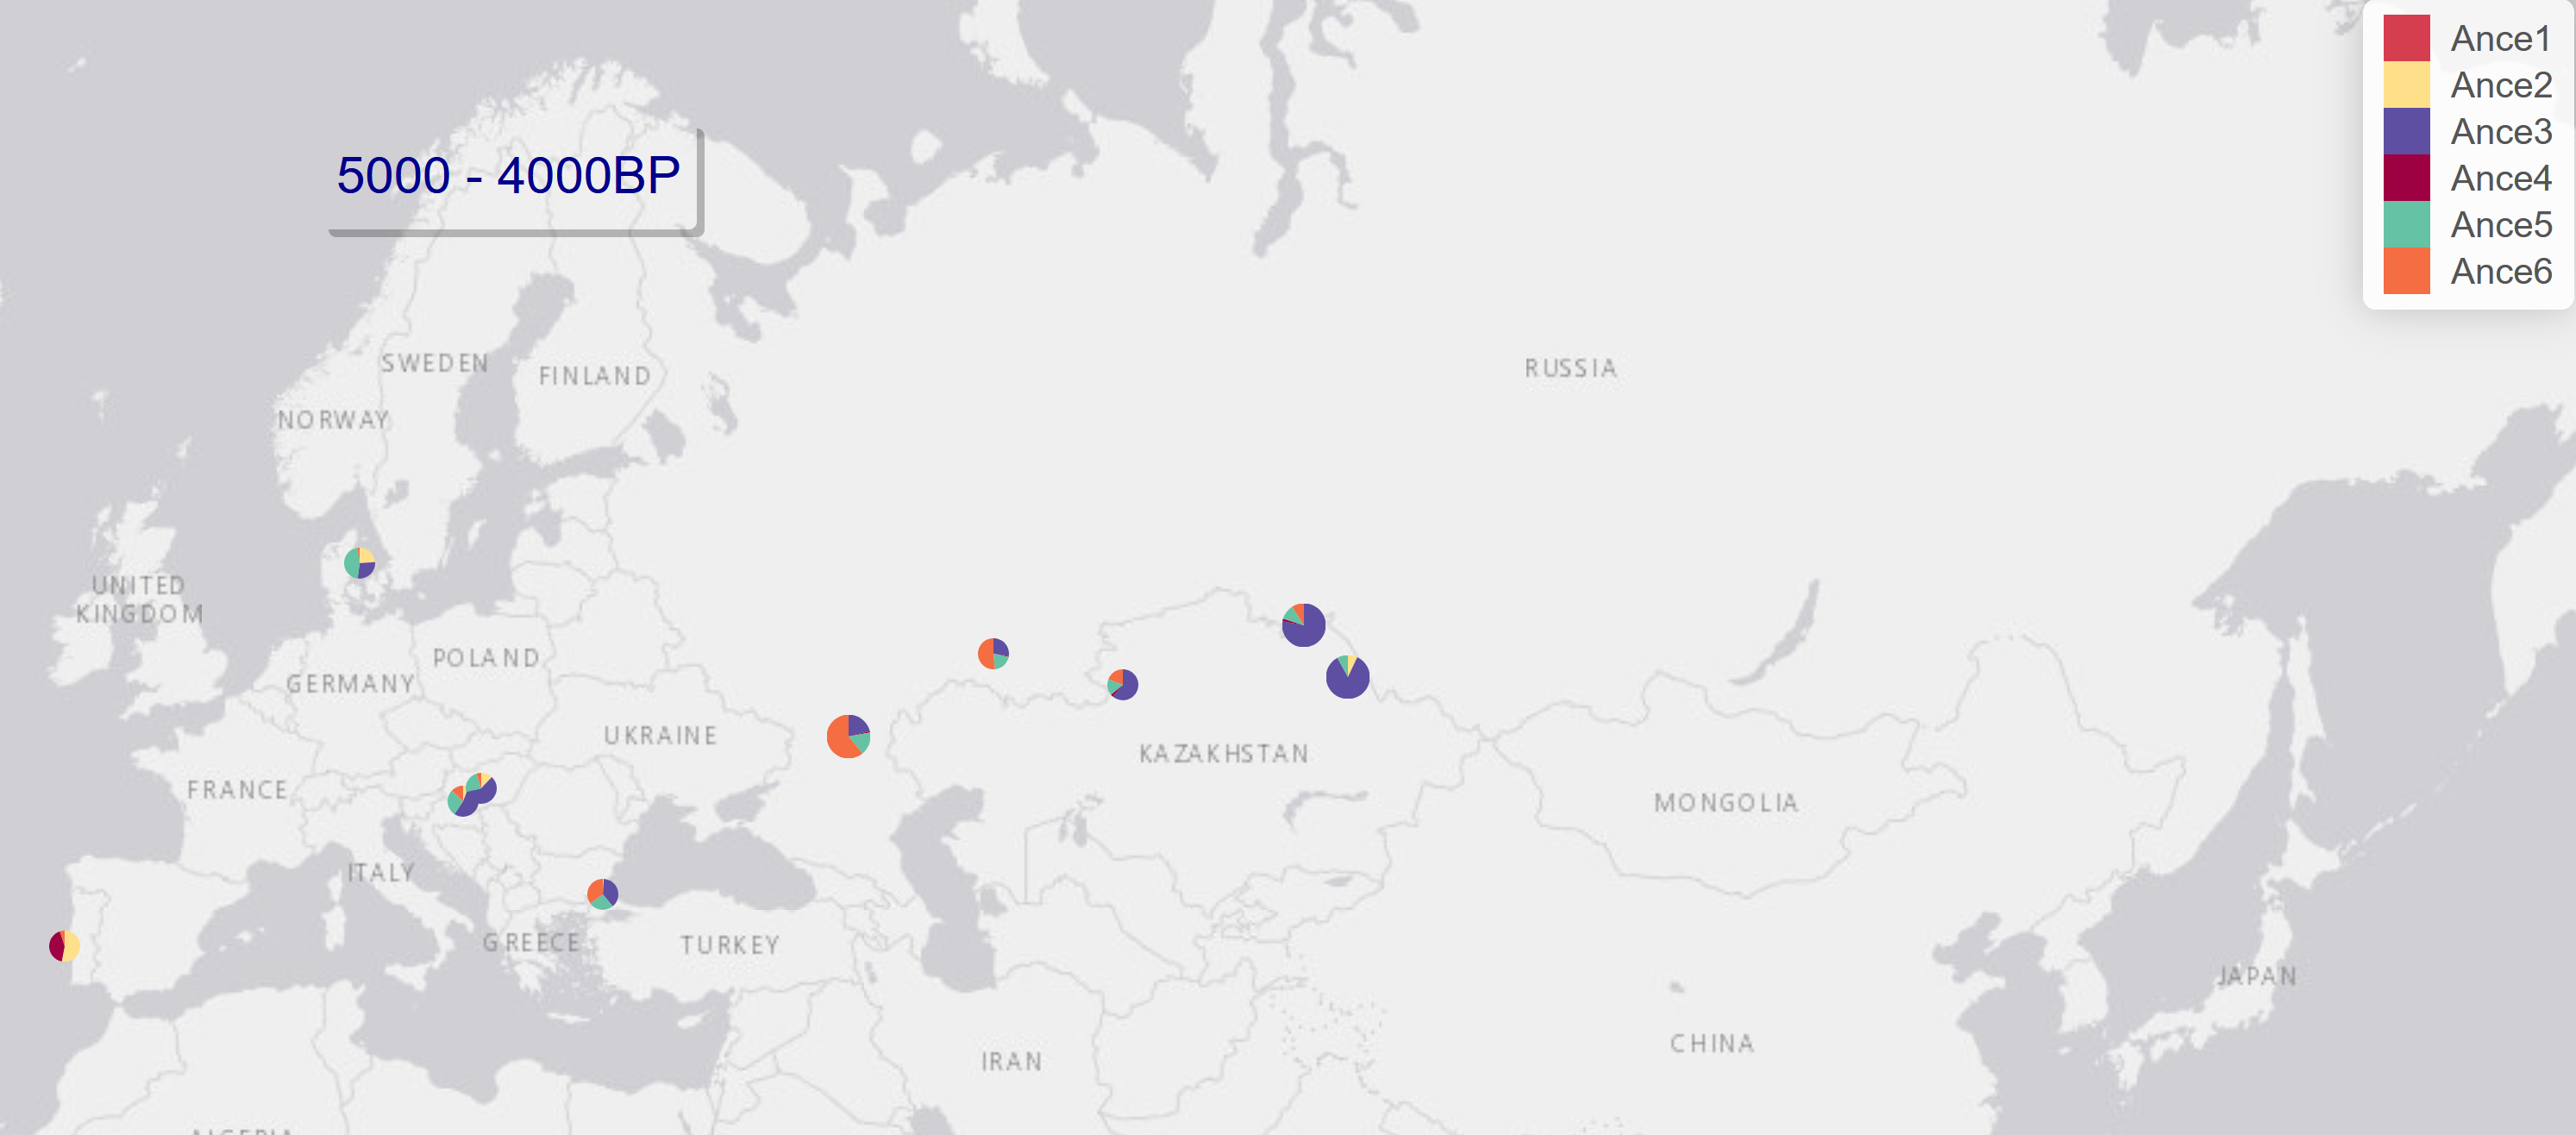 Ance1
Ance2
Ance3
Ance4
Ance5
Ance6
5000 - 4000BP
SWEDEN
FINLAND
RUSSIA
NORWAY
UNITED
KINGDOM
POLAND
GERMANY
UKRAINE
KAZAKHSTAN
FRANCE
MONGOLIA
ITALY
GREECE
TURKEY
JAPAN
CHINA
IRAN
ALGERIA